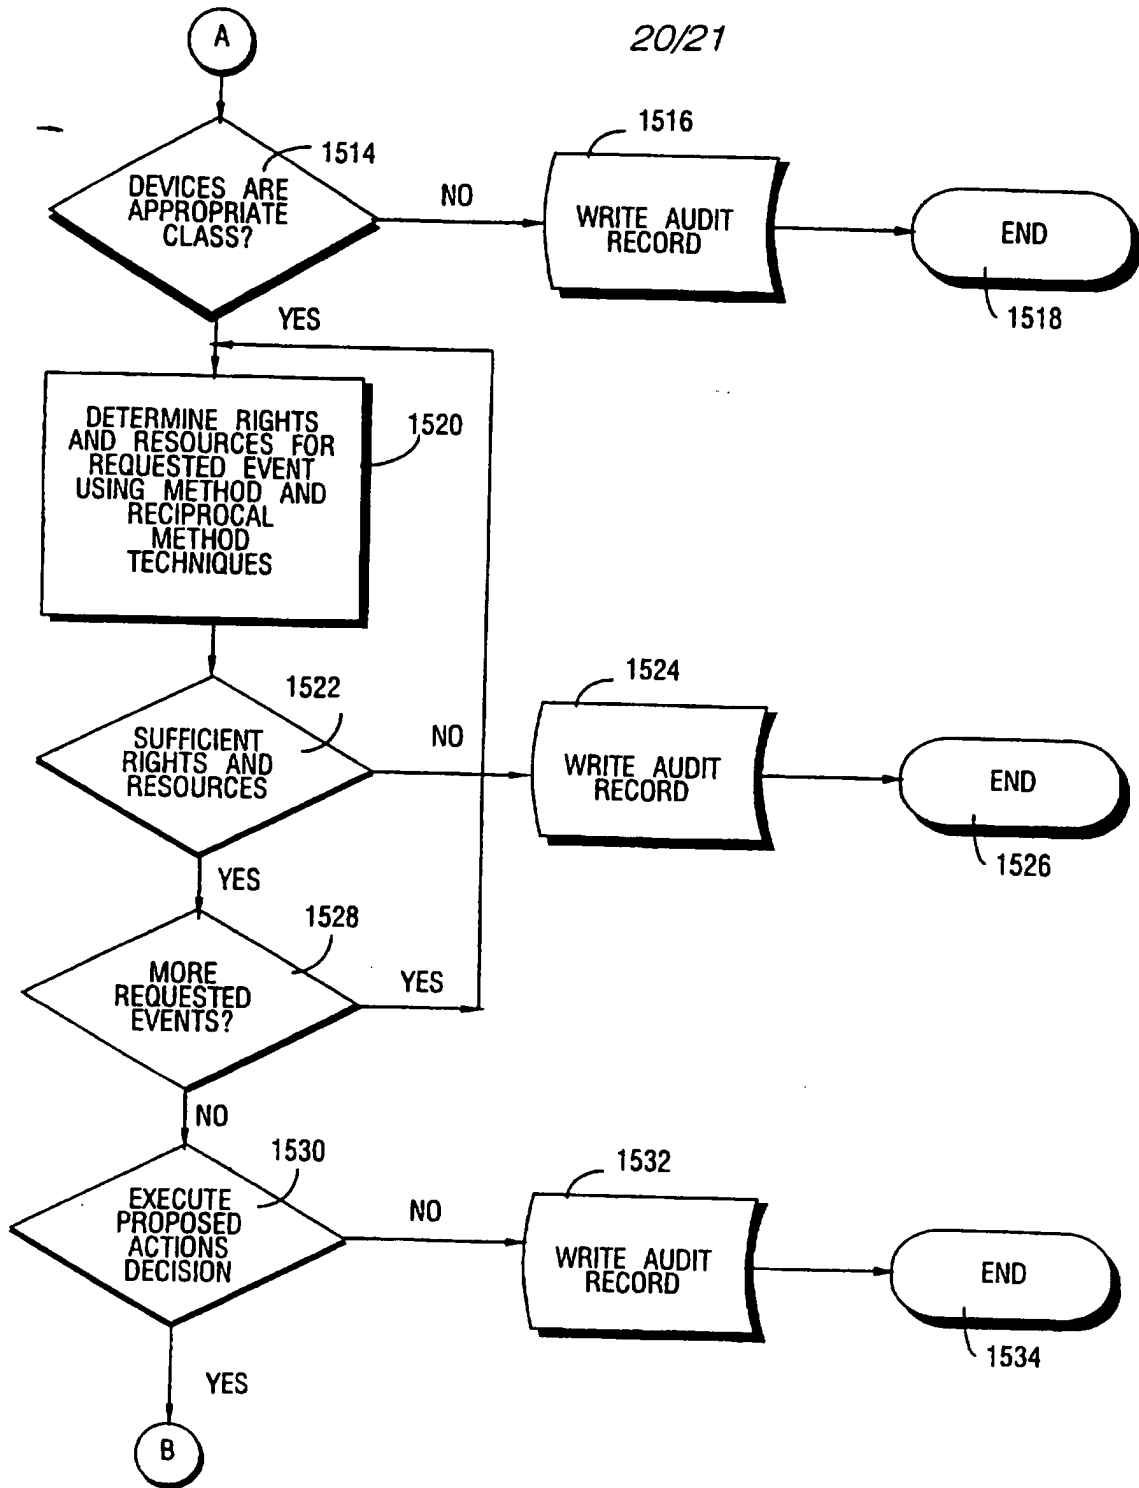 A
20/21
1514
DEVICES ARE
APPROPRIATE
CLASS?
NO
1516
WRITE AUDIT
RECORD
END
1518
YES
DETERMINE RIGHTS
AND RESOURCES FOR
REQUESTED EVENT
USING METHOD AND
RECIPROCAL
METHOD
TECHNIQUES
1520
1522
SUFFICIENT
RIGHTS AND
RESOURCES
NO
1524
WRITE AUDIT
RECORD
END
1526
YES
1528
MORE
REQUESTED
EVENTS?
YES
NO
1530
EXECUTE
PROPOSED
ACTIONS
DECISION
NO
1532
WRITE AUDIT
RECORD
END
1534
YES
B